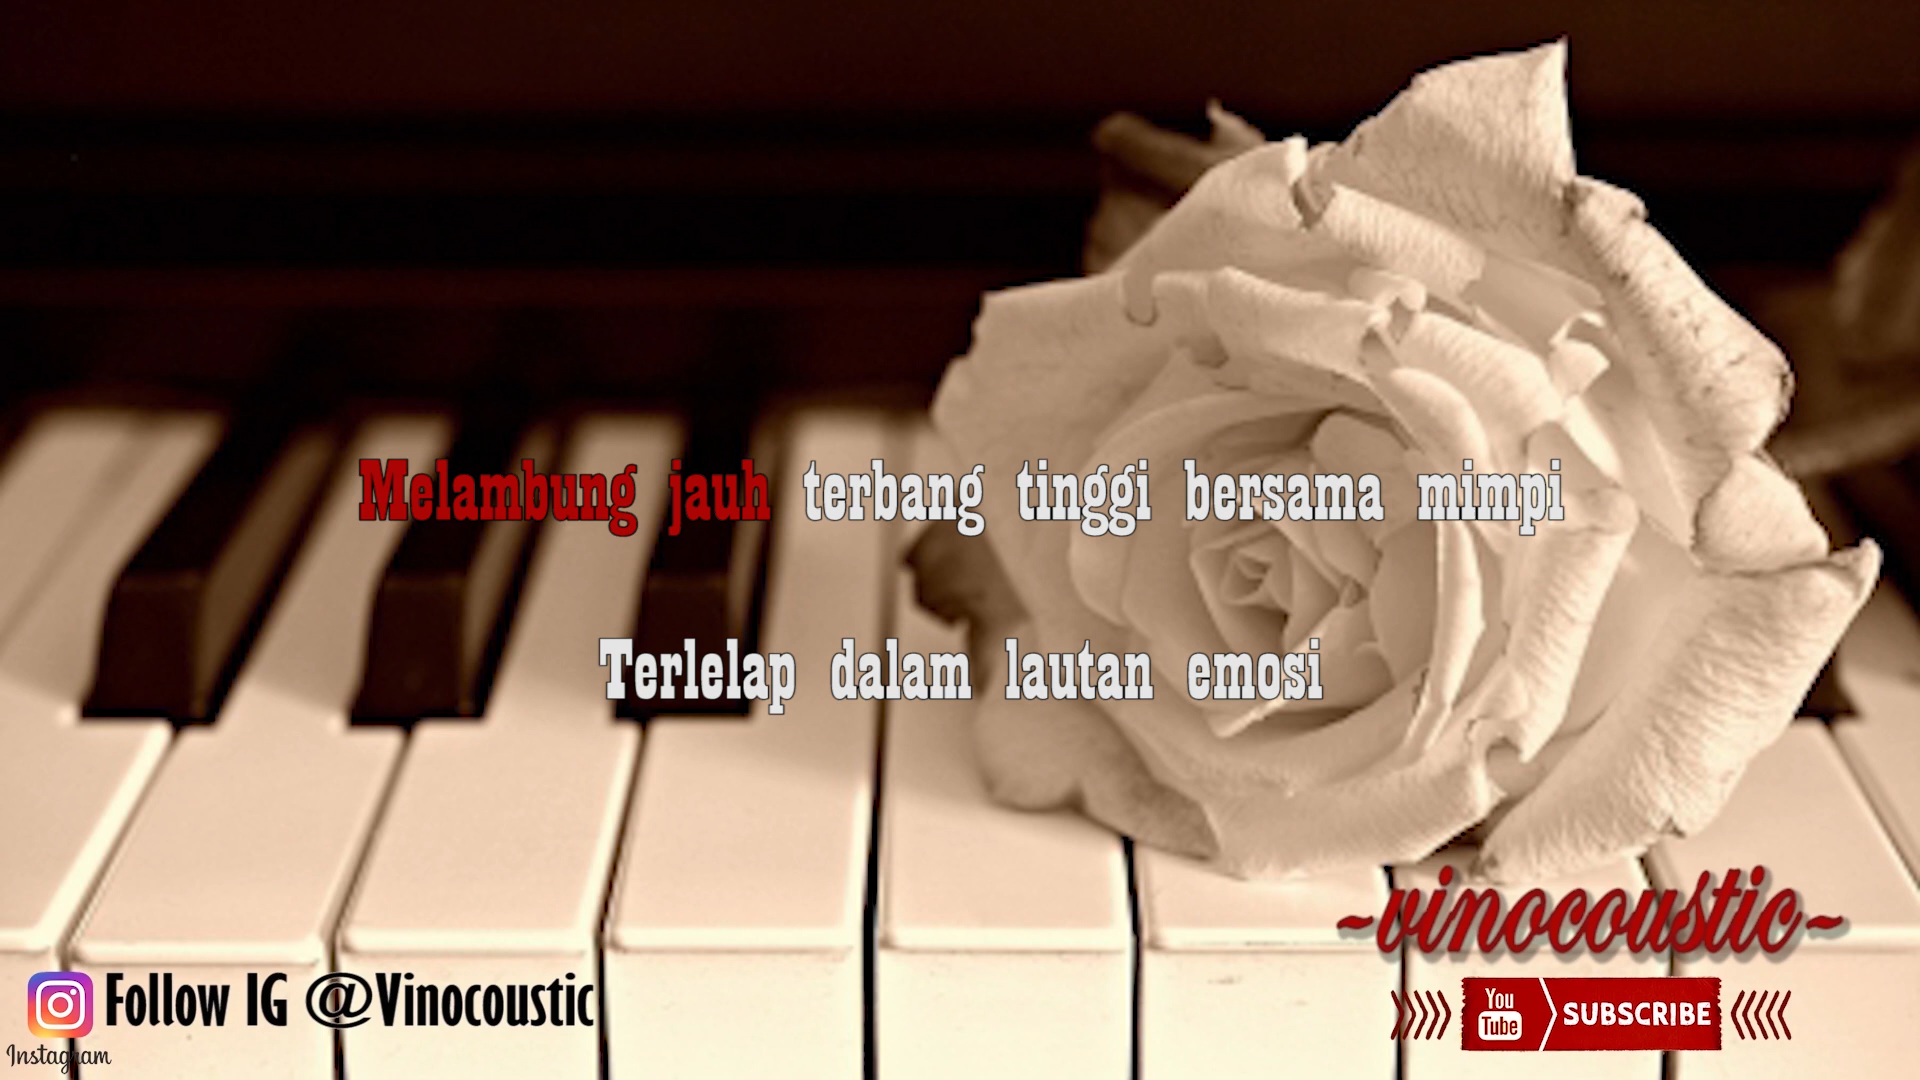 Melambung jauh terbang tinggi bersama mimpi
Terlelap dalam lautan emosi
~vinocoustic~
Follow IG @Vinocoustic
Instagram
You Tube SUBSCRIBE